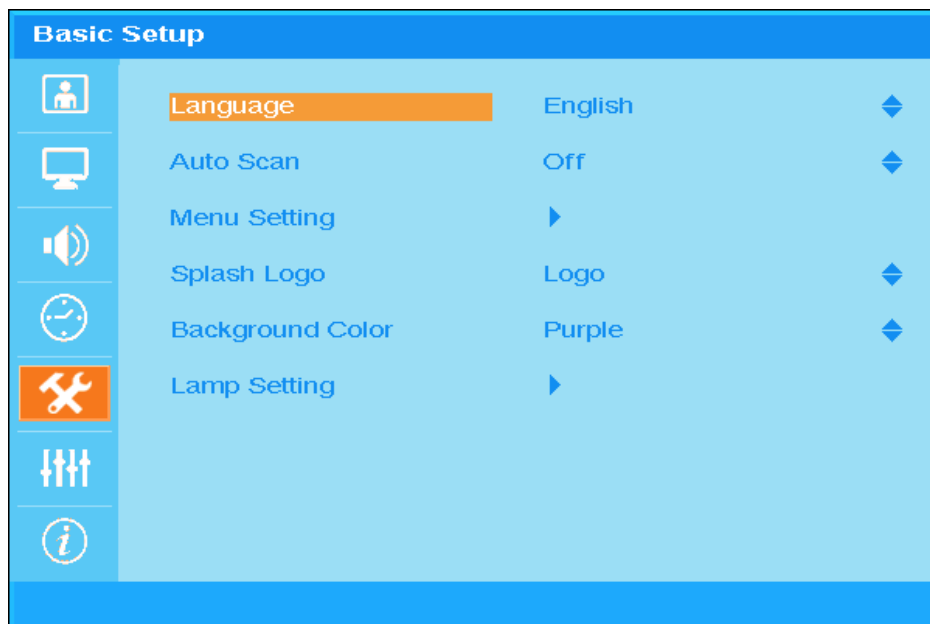 Basic Setup
Language English
Auto Scan Off
Menu Setting
Splash Logo Logo
Background Color Purple
Lamp Setting
i